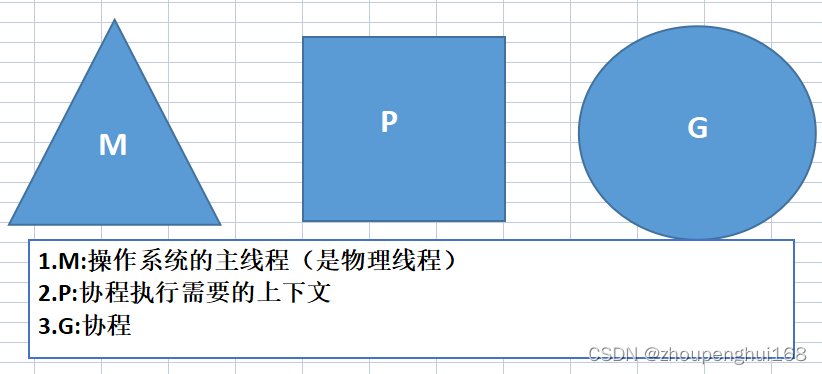 M
P
G
1.M:操作系统的主线程（是物理线程）
2.P:协程执行需要的上下文
3.G:协程
CSDN @zhoupenghui168